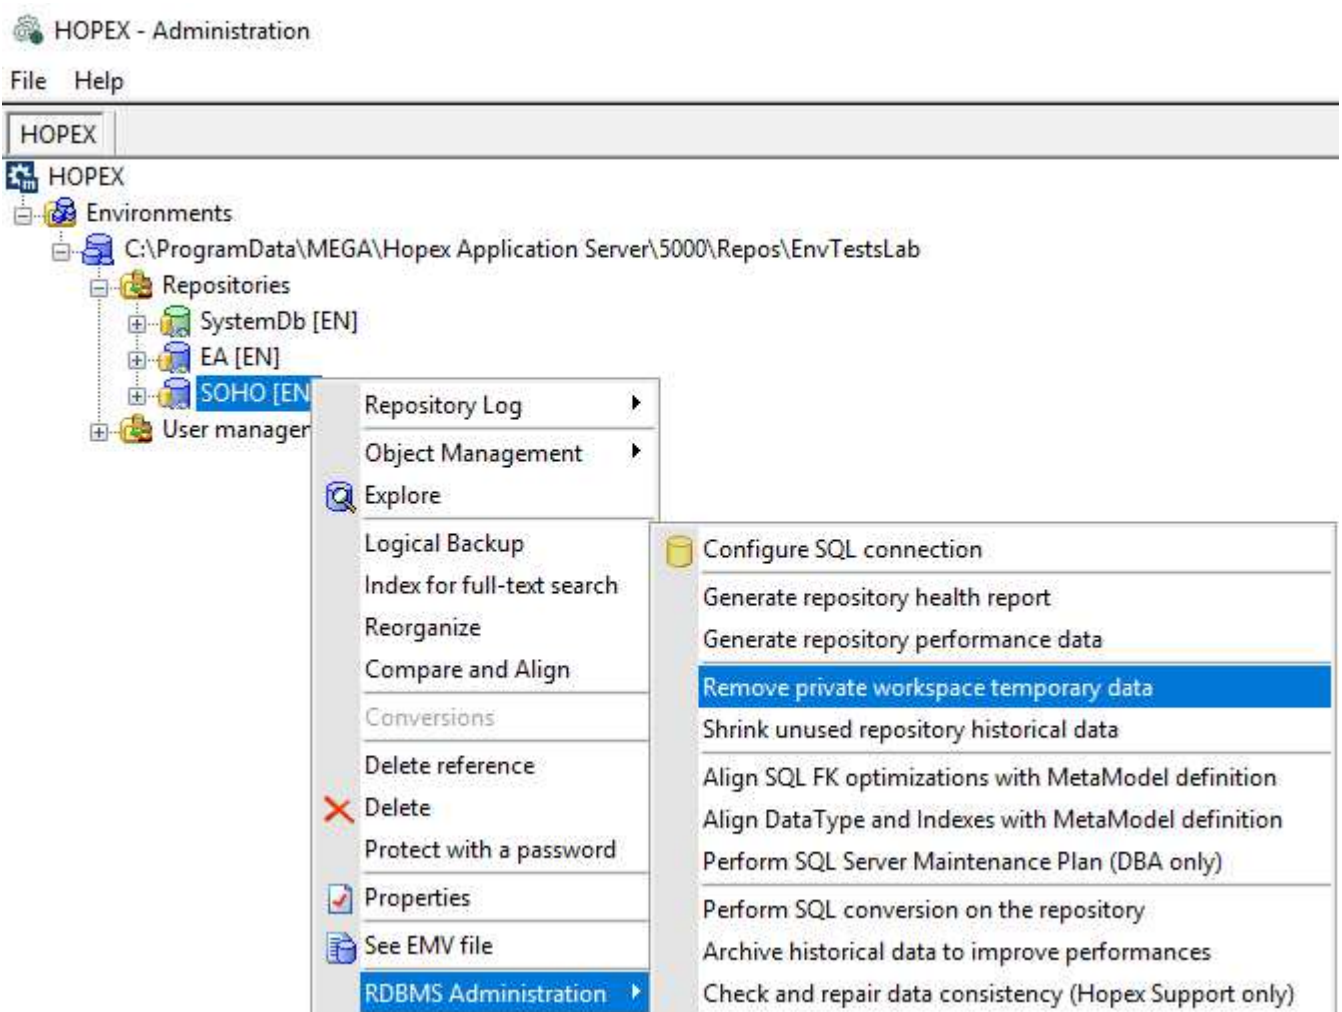 HOPEX - Administration
File Help
HOPEX
HOPEX
Environments
C:\ProgramData\MEGA\Hopex Application Server\5000\Repos\EnvTestsLab
Repositories
SystemDb [EN]
EA [EN]
SOHO [EN
User manager
Repository Log
Object Management
Explore
Logical Backup
Index for full-text search
Reorganize
Compare and Align
Conversions
Delete reference
Delete
Protect with a password
Properties
See EMV file
RDBMS Administration
Configure SQL connection
Generate repository health report
Generate repository performance data
Remove private workspace temporary data
Shrink unused repository historical data
Align SQL FK optimizations with MetaModel definition
Align DataType and Indexes with MetaModel definition
Perform SQL Server Maintenance Plan (DBA only)
Perform SQL conversion on the repository
Archive historical data to improve performances
Check and repair data consistency (Hopex Support only)